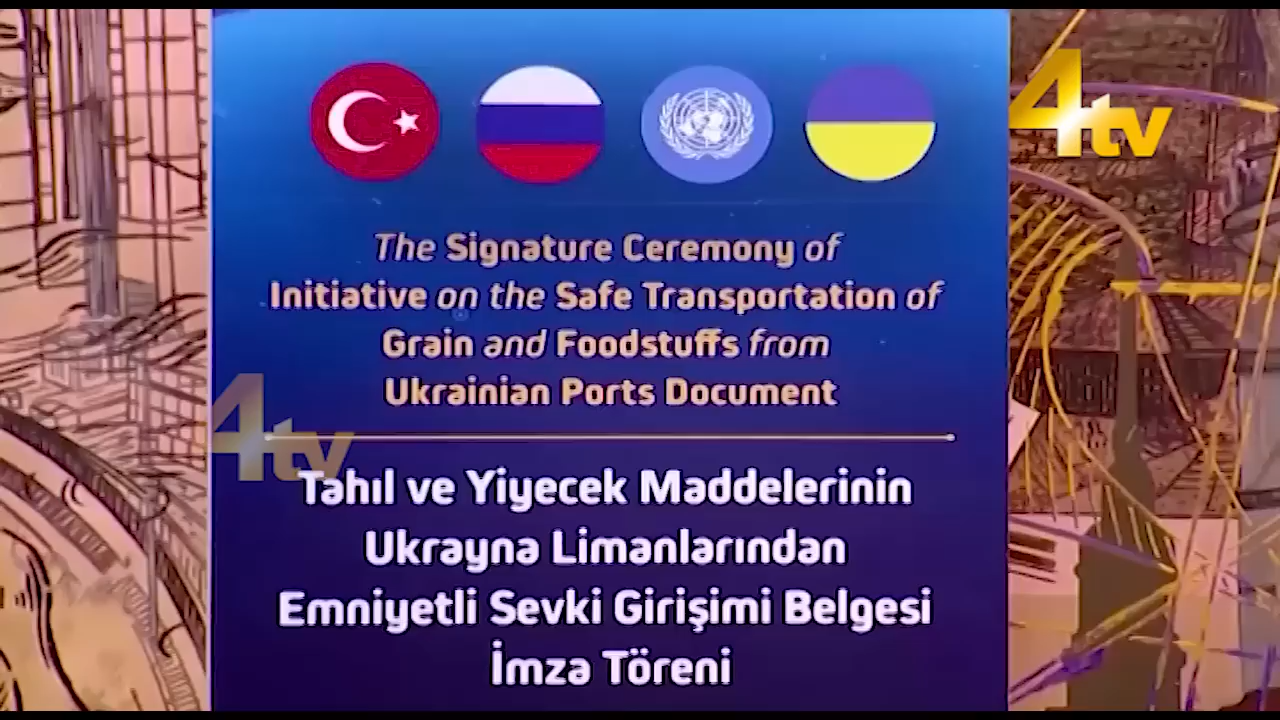 4tv
The Signature Ceremony of
Initiative on the Safe Transportation of
Grain and Foodstuffs from
Ukrainian Ports Document
4tv
Tahıl ve Yiyecek Maddelerinin
Ukrayna Limanlarından
Emniyetli Sevki Girişimi Belgesi
İmza Töreni